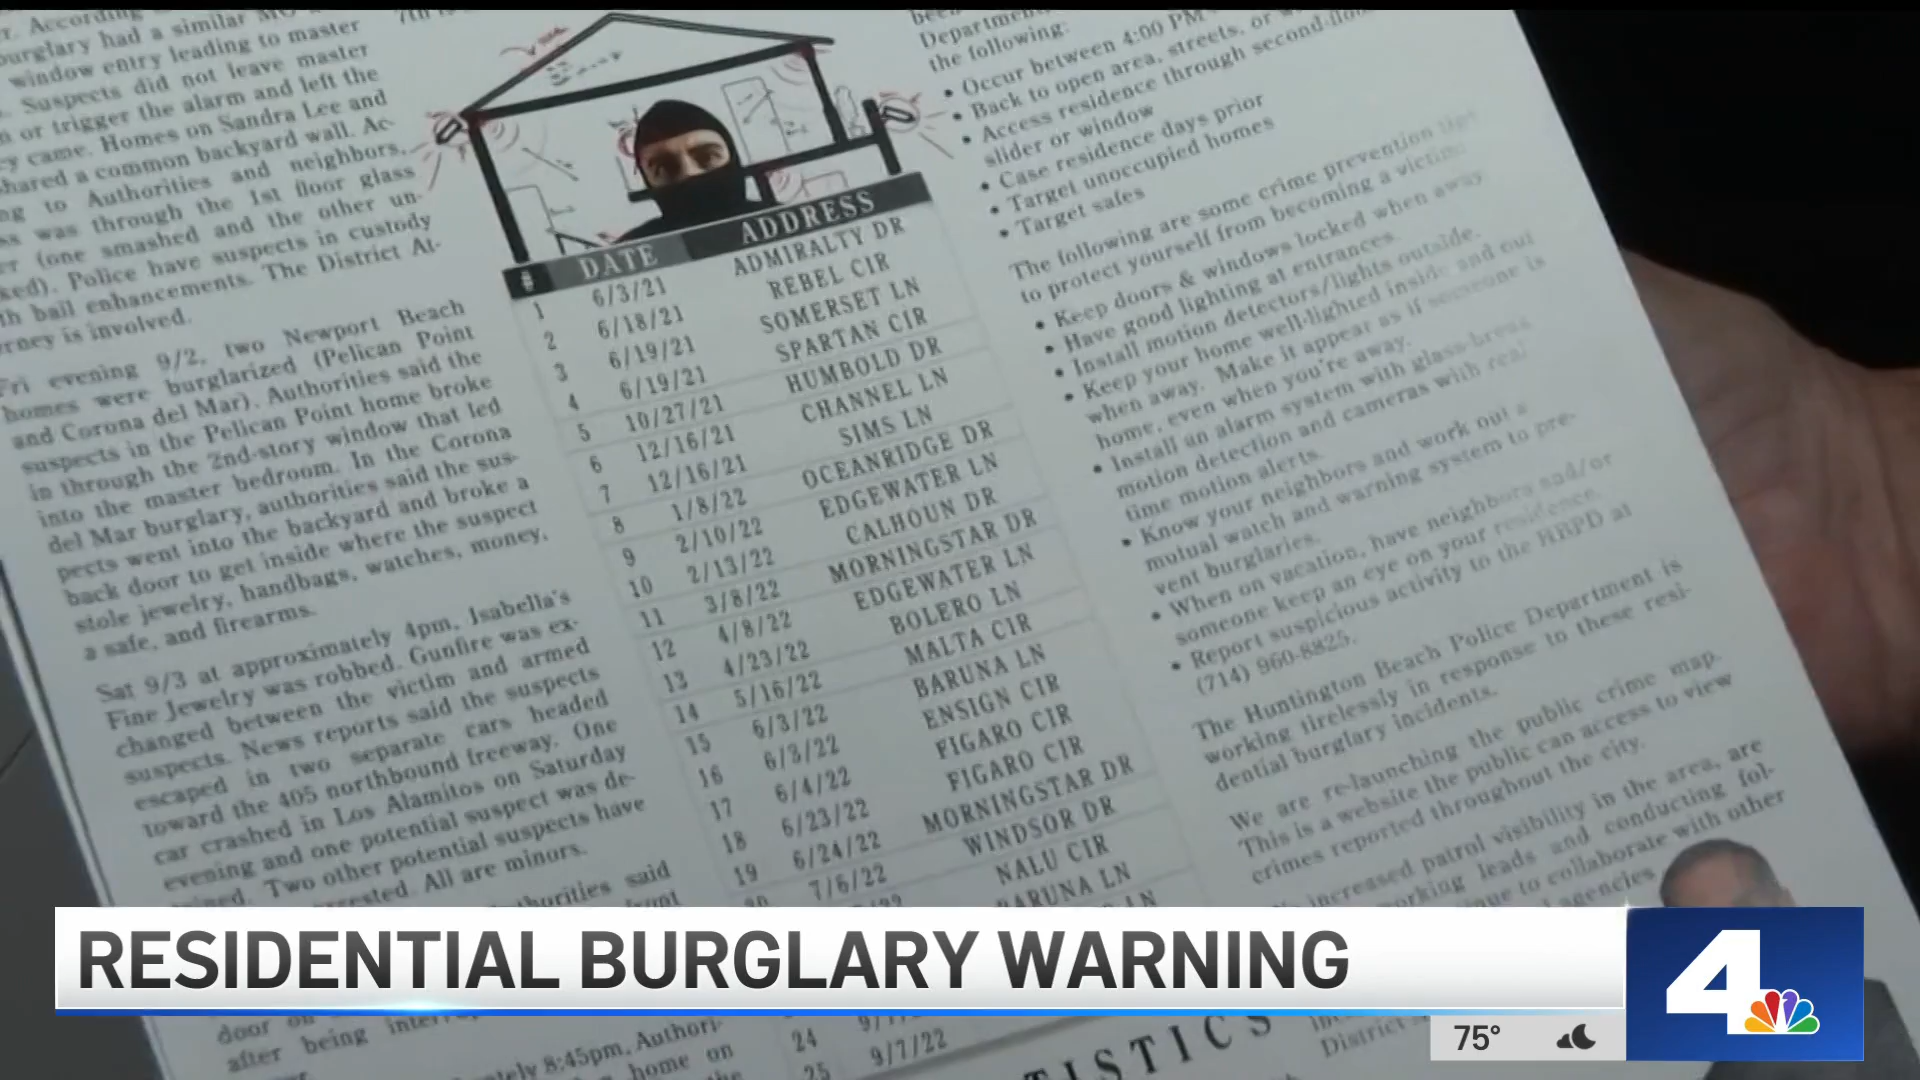 burglary had a similar
window entry leading to master
Suspects did not leave master
or trigger the alarm and left the
came. Homes on Sandra Lee and
shared a common backyard wall. Ac-
to Authorities and neighbors,
was through the 1st floor glass
(one smashed and the other un-
Police have suspects in custody
bail enhancements. The District At-
is involved.
Fri evening 9/2, two Newport Beach
homes were burglarized (Pelican Point
and Corona del Mar). Authorities said the
suspects in the Pelican Point home broke
in through the 2nd-story window that led
into the master bedroom. In the Corona
del Mar burglary, authorities said the sus-
pects went into the backyard and broke a
back door to get inside where the suspect
stole jewelry, handbags, watches, money,
a safe, and firearms.
Sat 9/3 at approximately 4pm, Isabella's
Fine Jewelry was robbed. Gunfire was ex-
changed between the victim and armed
suspects. News reports said the suspects
escaped in two separate cars headed
toward the 405 northbound freeway. One
car crashed in Los Alamitos on Saturday
evening and one potential suspect was de-
Two other potential suspects have
All are minors.
said
door on
after being
8:45pm, Authori-
home on
# DATE ADDRESS
1 6/3/21 ADMIRALTY DR
2 6/18/21 REBEL CIR
3 6/19/21 SOMERSET LN
4 6/19/21 SPARTAN CIR
5 10/27/21 HUMBOLD DR
6 12/16/21 CHANNEL LN
7 12/16/21 SIMS LN
8 1/8/22 OCEANRIDGE DR
9 2/10/22 EDGEWATER LN
10 2/13/22 CALHOUN DR
11 3/8/22 MORNINGSTAR DR
12 4/8/22 EDGEWATER LN
13 4/23/22 BOLERO LN
14 5/16/22 MALTA CIR
15 6/3/22 BARUNA LN
16 6/3/22 ENSIGN CIR
17 6/4/22 FIGARO CIR
18 6/23/22 FIGARO CIR
19 6/24/22 MORNINGSTAR DR
20 7/6/22 WINDSOR DR
NALU CIR
BARUNA LN
LN
24
25 9/7/22
the following:
• Occur between 4:00 PM
• Back to open area, streets, or
• Access residence through second-floor
slider or window
• Case residence days prior
• Target unoccupied homes
• Target safes
The following are some crime prevention tips
to protect yourself from becoming a victim:
• Keep doors & windows locked when away
• Have good lighting at entrances.
• Install motion detectors/lights outside.
• Keep your home well-lighted inside and out
when away. Make it appear as if someone is
home, even when you're away.
• Install an alarm system with glass-break
motion detection and cameras with real
time motion alerts.
• Know your neighbors and work out a
mutual watch and warning system to pre-
vent burglaries.
• When on vacation, have neighbors and/or
someone keep an eye on your residence.
• Report suspicious activity to the HBPD at
(714) 960-8825.
The Huntington Beach Police Department is
working tirelessly in response to these resi-
dential burglary incidents.
We are re-launching the public crime map.
This is a website the public can access to view
crimes reported throughout the city.
increased patrol visibility in the area, are
working leads and conducting fol-
to collaborate with other
agencies
RESIDENTIAL BURGLARY WARNING
4
75°